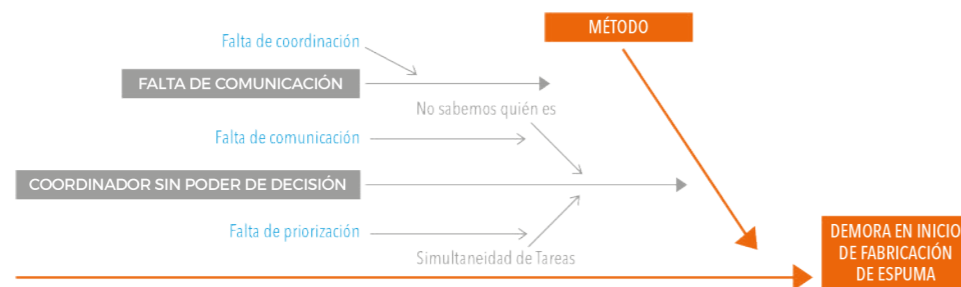 MÉTODO
Falta de coordinación
FALTA DE COMUNICACIÓN
No sabemos quién es
Falta de comunicación
COORDINADOR SIN PODER DE DECISIÓN
Falta de priorización
Simultaneidad de Tareas
DEMORA EN INICIO
DE FABRICACIÓN
DE ESPUMA